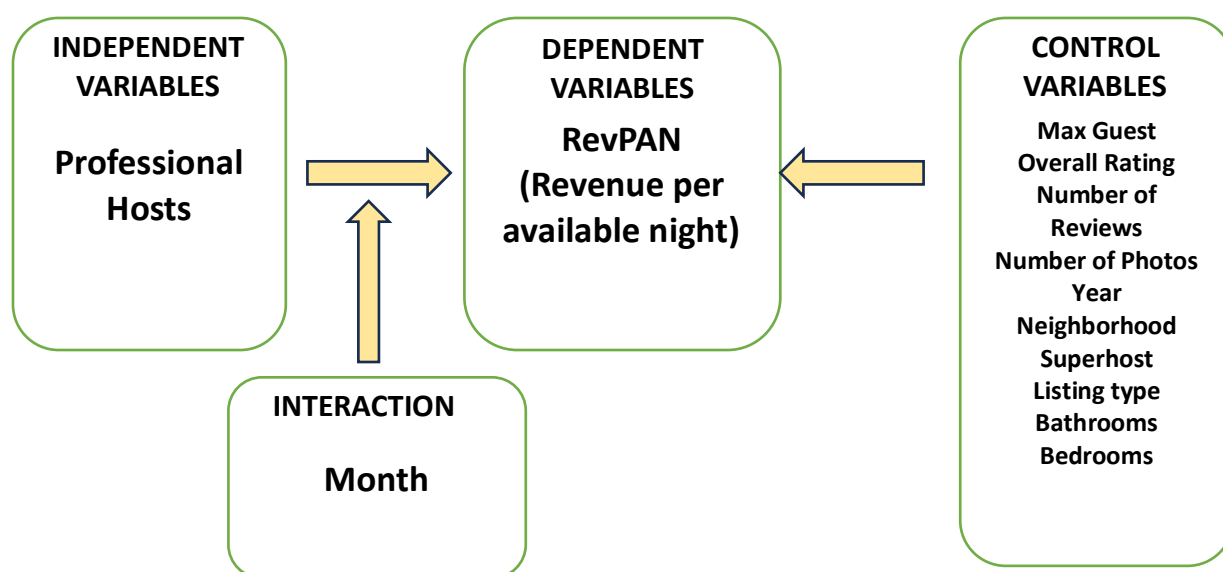 INDEPENDENT
VARIABLES
Professional
Hosts
DEPENDENT
VARIABLES
RevPAN
(Revenue per
available night)
CONTROL
VARIABLES
Max Guest
Overall Rating
Number of
Reviews
Number of Photos
Year
Neighborhood
Superhost
Listing type
Bathrooms
Bedrooms
INTERACTION
Month